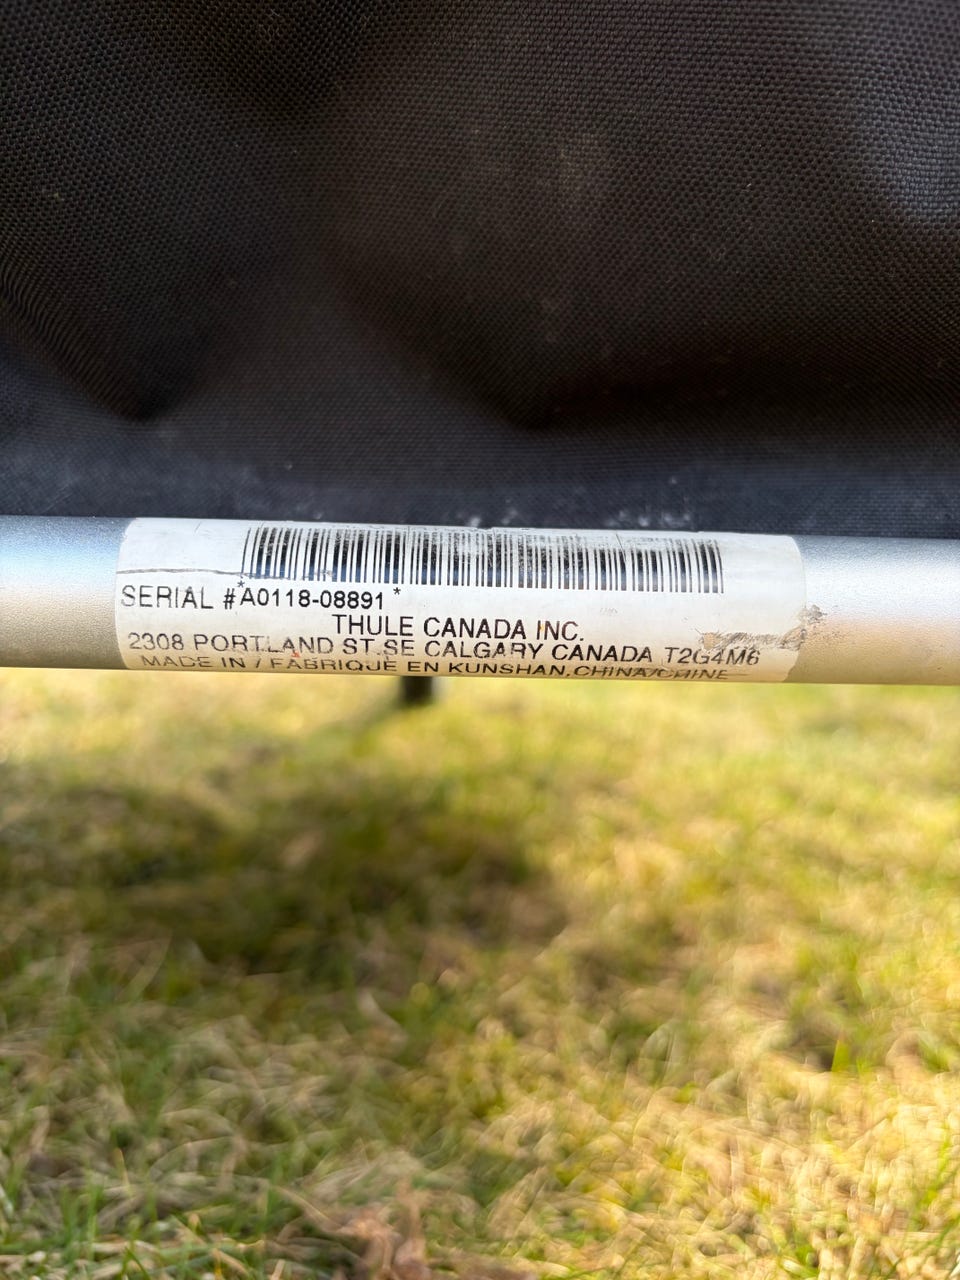 SERIAL #*A0118-08891*
THULE CANADA INC.
2308 PORTLAND ST.SE CALGARY CANADA T2G4M6
MADE IN / FABRIQUE EN KUNSHAN,CHINA/CHINE